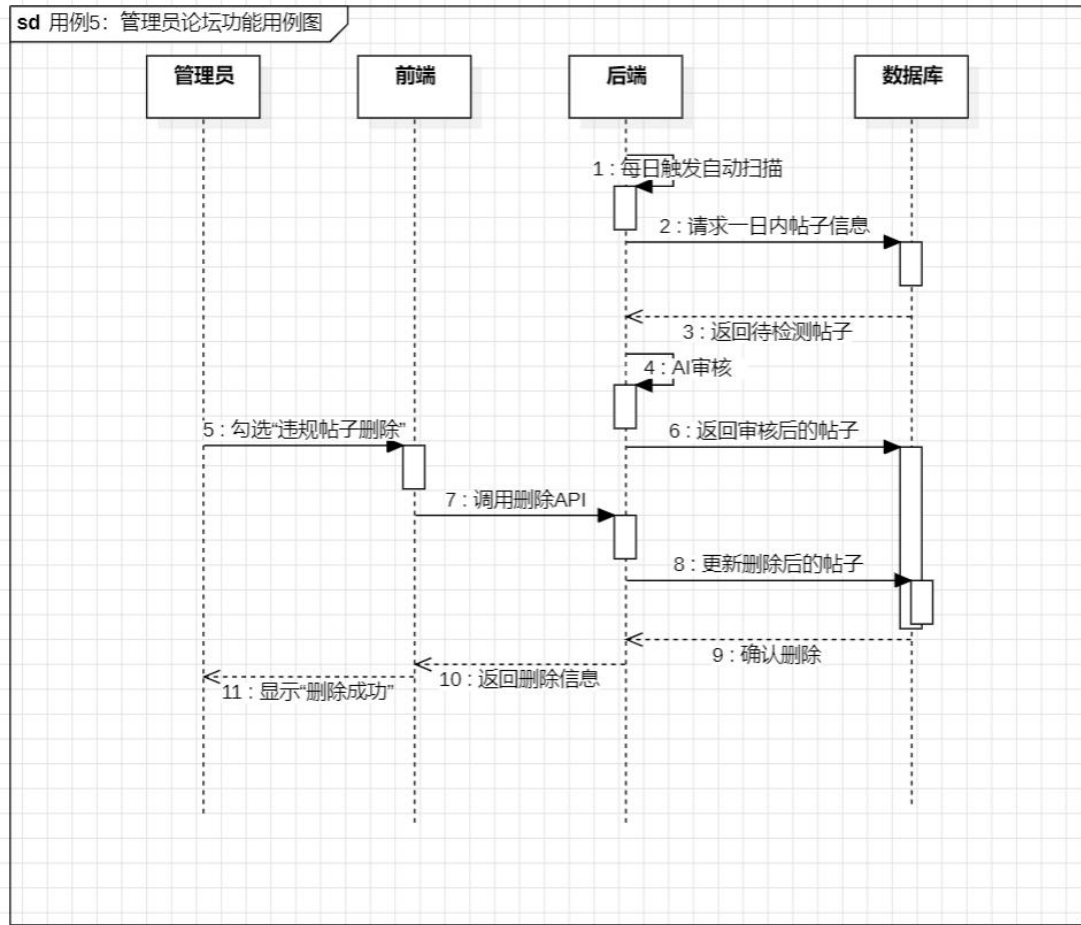 sd 用例5：管理员论坛功能用例图
管理员
前端
后端
数据库
1 : 每日触发自动扫描
2 : 请求一日内帖子信息
3 : 返回待检测帖子
4 : AI审核
5 : 勾选“违规帖子删除”
6 : 返回审核后的帖子
7 : 调用删除API
8 : 更新删除后的帖子
9 : 确认删除
10 : 返回删除信息
11 : 显示“删除成功”